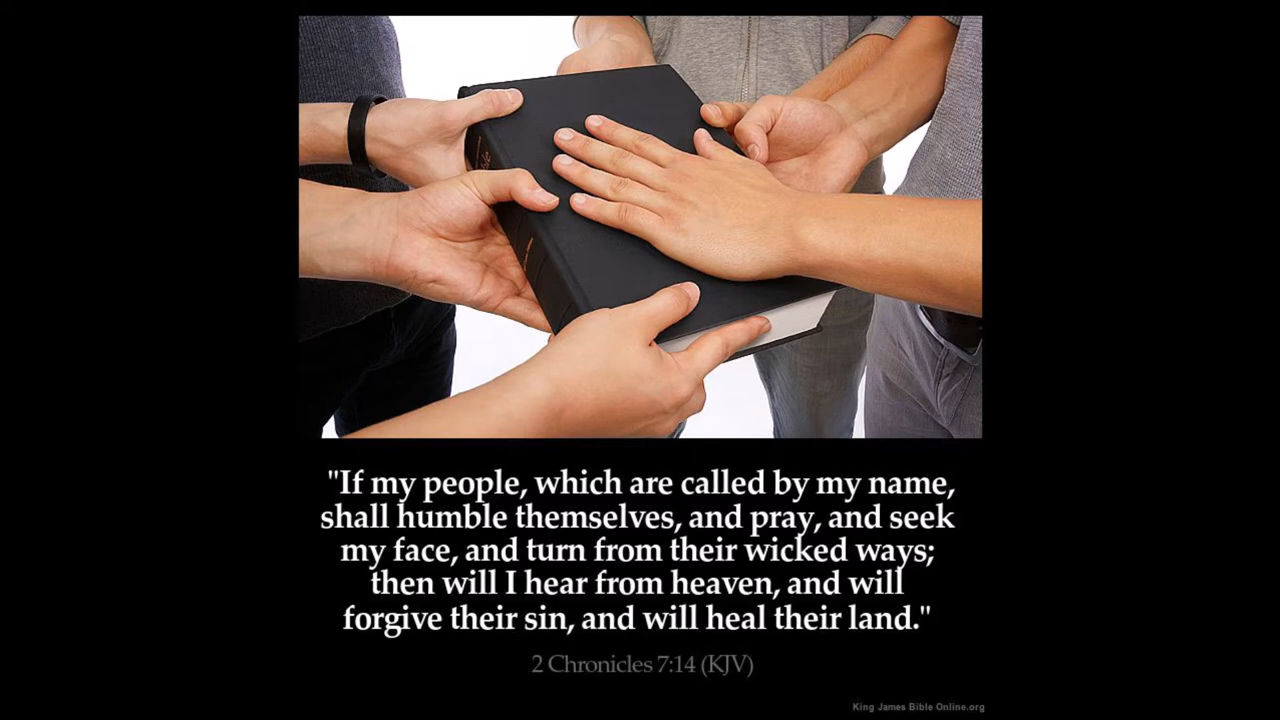 "If my people, which are called by my name,
shall humble themselves, and pray, and seek
my face, and turn from their wicked ways;
then will I hear from heaven, and will
forgive their sin, and will heal their land."
2 Chronicles 7:14 (KJV)
King James Bible Online.org